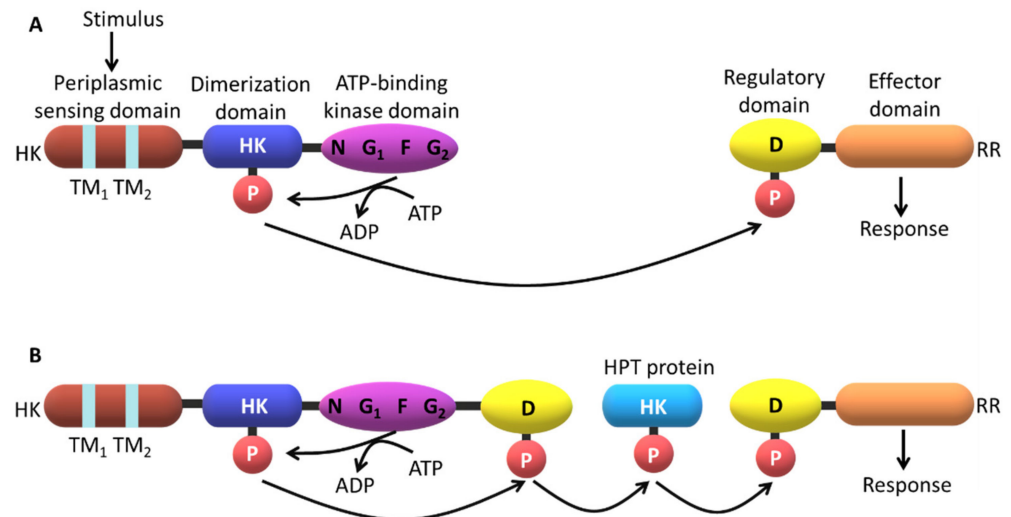 A
Stimulus
Periplasmic
sensing domain
Dimerization
domain
ATP-binding
kinase domain
Regulatory
domain
Effector
domain
HK
HK
N G₁ F G₂
D
RR
TM₁ TM₂
P
ATP
ADP
P
Response
B
HPT protein
HK
HK
N G₁ F G₂
D
HK
D
RR
TM₁ TM₂
P
ATP
ADP
P
P
P
Response